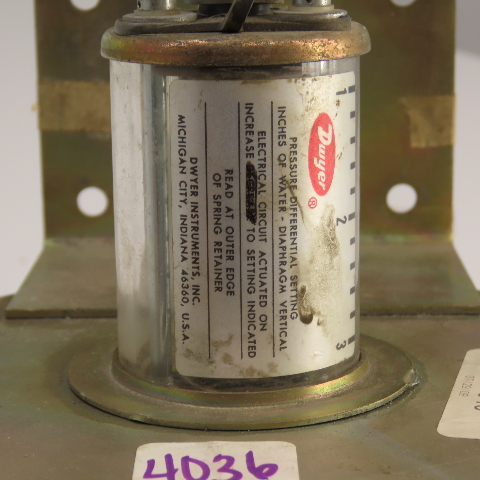 Dwyer
®
PRESSURE DIFFERENTIAL SETTING
INCHES OF WATER - DIAPHRAGM VERTICAL
ELECTRICAL CIRCUIT ACTUATED ON
INCREASE TO SETTING INDICATED
READ AT OUTER EDGE
OF SPRING RETAINER
DWYER INSTRUMENTS, INC.
MICHIGAN CITY, INDIANA 46360, U.S.A.
1
2
3
4036